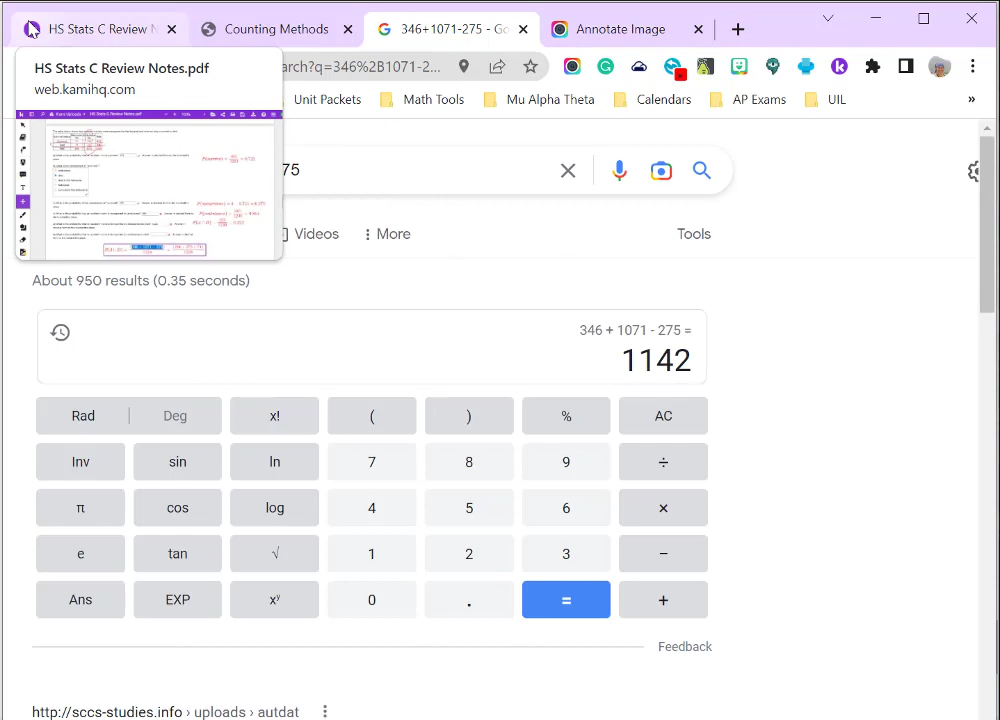 HS Stats C Review N
Counting Methods
346+1071-275 - Go
Annotate Image
HS Stats C Review Notes.pdf
web.kamihq.com
arch?q=346%2B1071-2...
Unit Packets
Math Tools
Mu Alpha Theta
Calendars
AP Exams
UIL
»
75
Videos
More
Tools
About 950 results (0.35 seconds)
346 + 1071 - 275 =
1142
Rad Deg x! ( ) % AC
Inv sin ln 7 8 9 ÷
π cos log 4 5 6 ×
e tan √ 1 2 3 −
Ans EXP xʸ 0 . = +
Feedback
http://sccs-studies.info › uploads › autdat